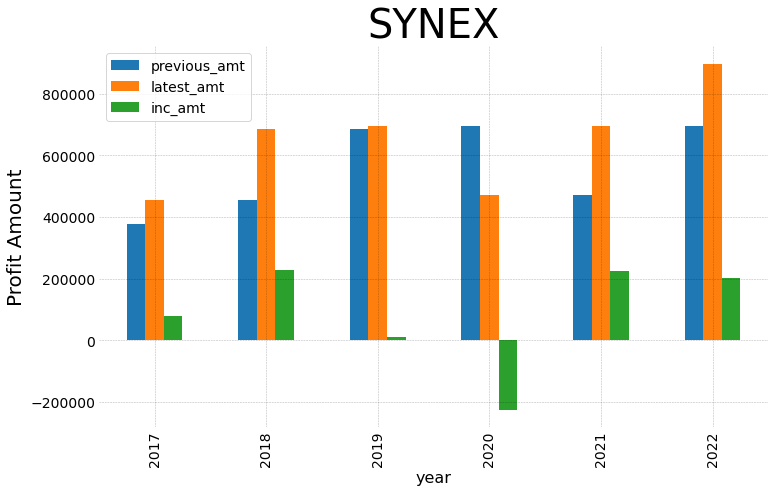 SYNEX
previous_amt
latest_amt
inc_amt
Profit Amount
800000
600000
400000
200000
0
−200000
2017
2018
2019
2020
2021
2022
year